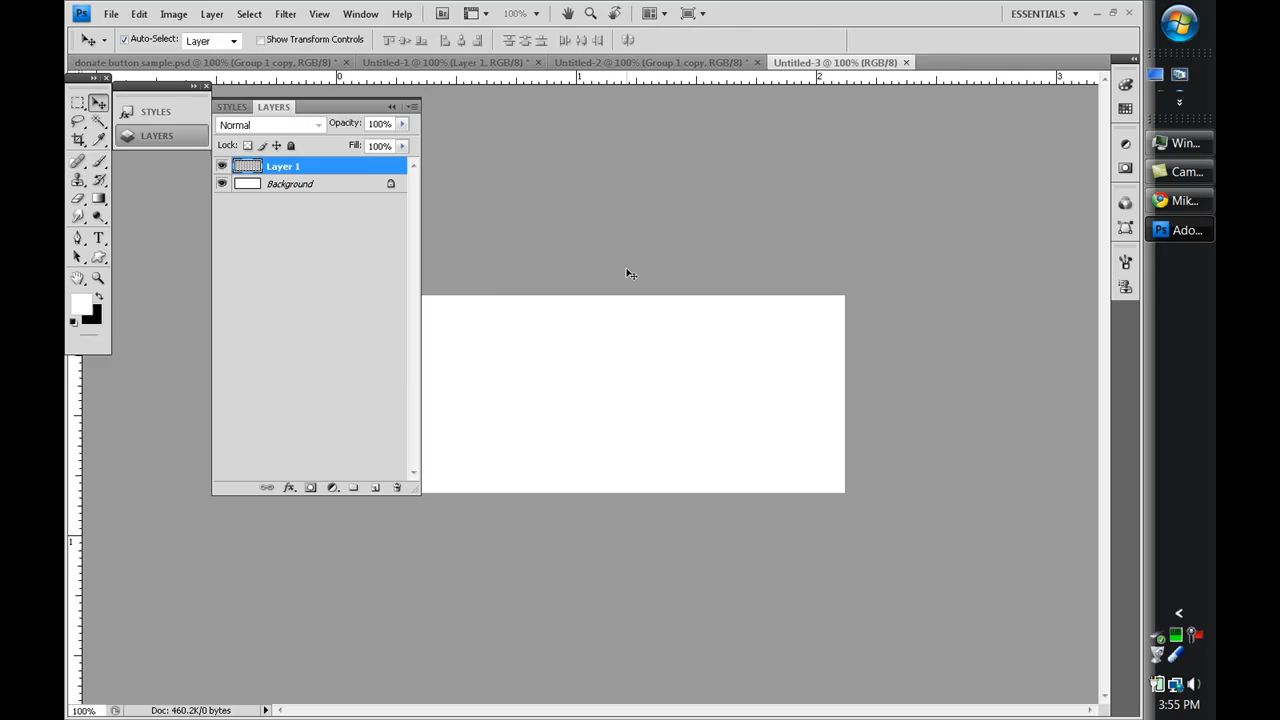 Ps File Edit Image Layer Select Filter View Window Help Br 100% ESSENTIALS
Auto-Select: Layer Show Transform Controls
donate button sample.psd @ 100% (Group 1 copy, RGB/8) * × Untitled-1 @ 100% (Layer 1, RGB/8) * × Untitled-2 @ 100% (Group 1 copy, RGB/8) * × Untitled-3 @ 100% (RGB/8) ×
0 1 2 3
STYLES
LAYERS
STYLES LAYERS
Normal Opacity: 100%
Lock: Fill: 100%
Layer 1
Background
T
1
100% Doc: 460.2K/0 bytes
Win...
Cam...
Mik...
Ps Ado...
3:55 PM